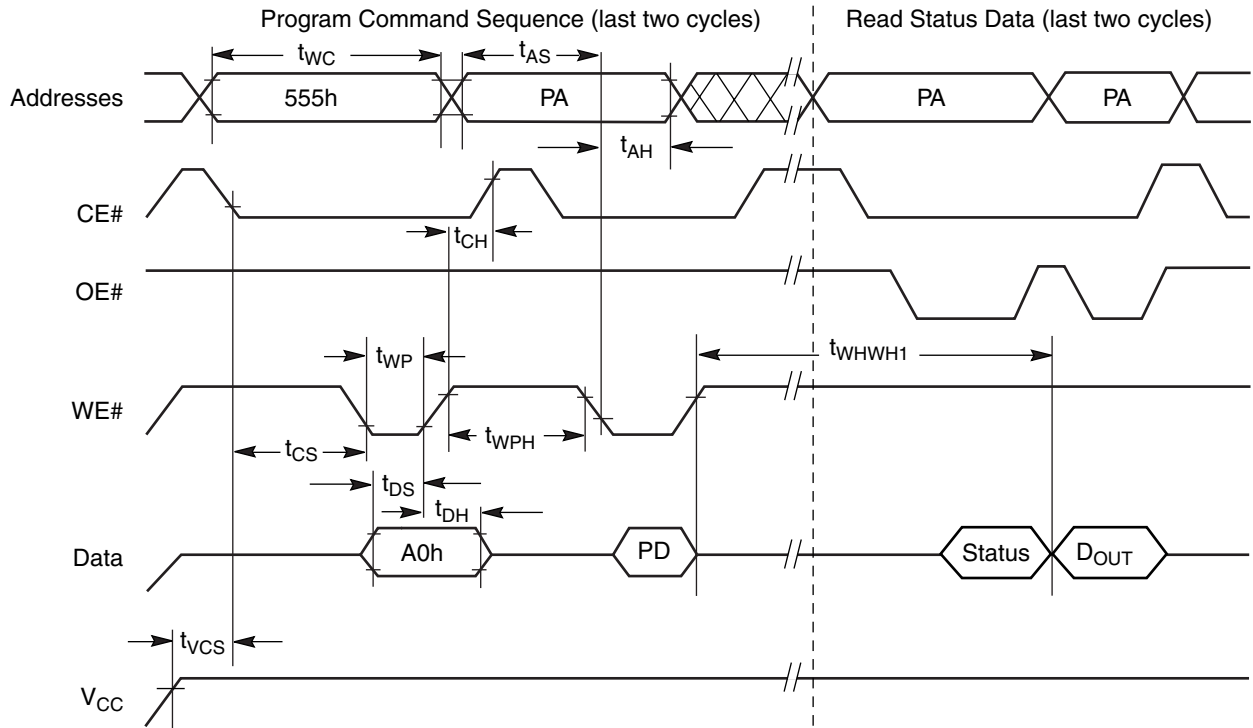 Program Command Sequence (last two cycles)
Read Status Data (last two cycles)
tWC
tAS
Addresses
555h
PA
PA
PA
tAH
CE#
tCH
OE#
tWP
tWHWH1
WE#
tCS
tWPH
tDS
tDH
Data
A0h
PD
Status
DOUT
tVCS
VCC